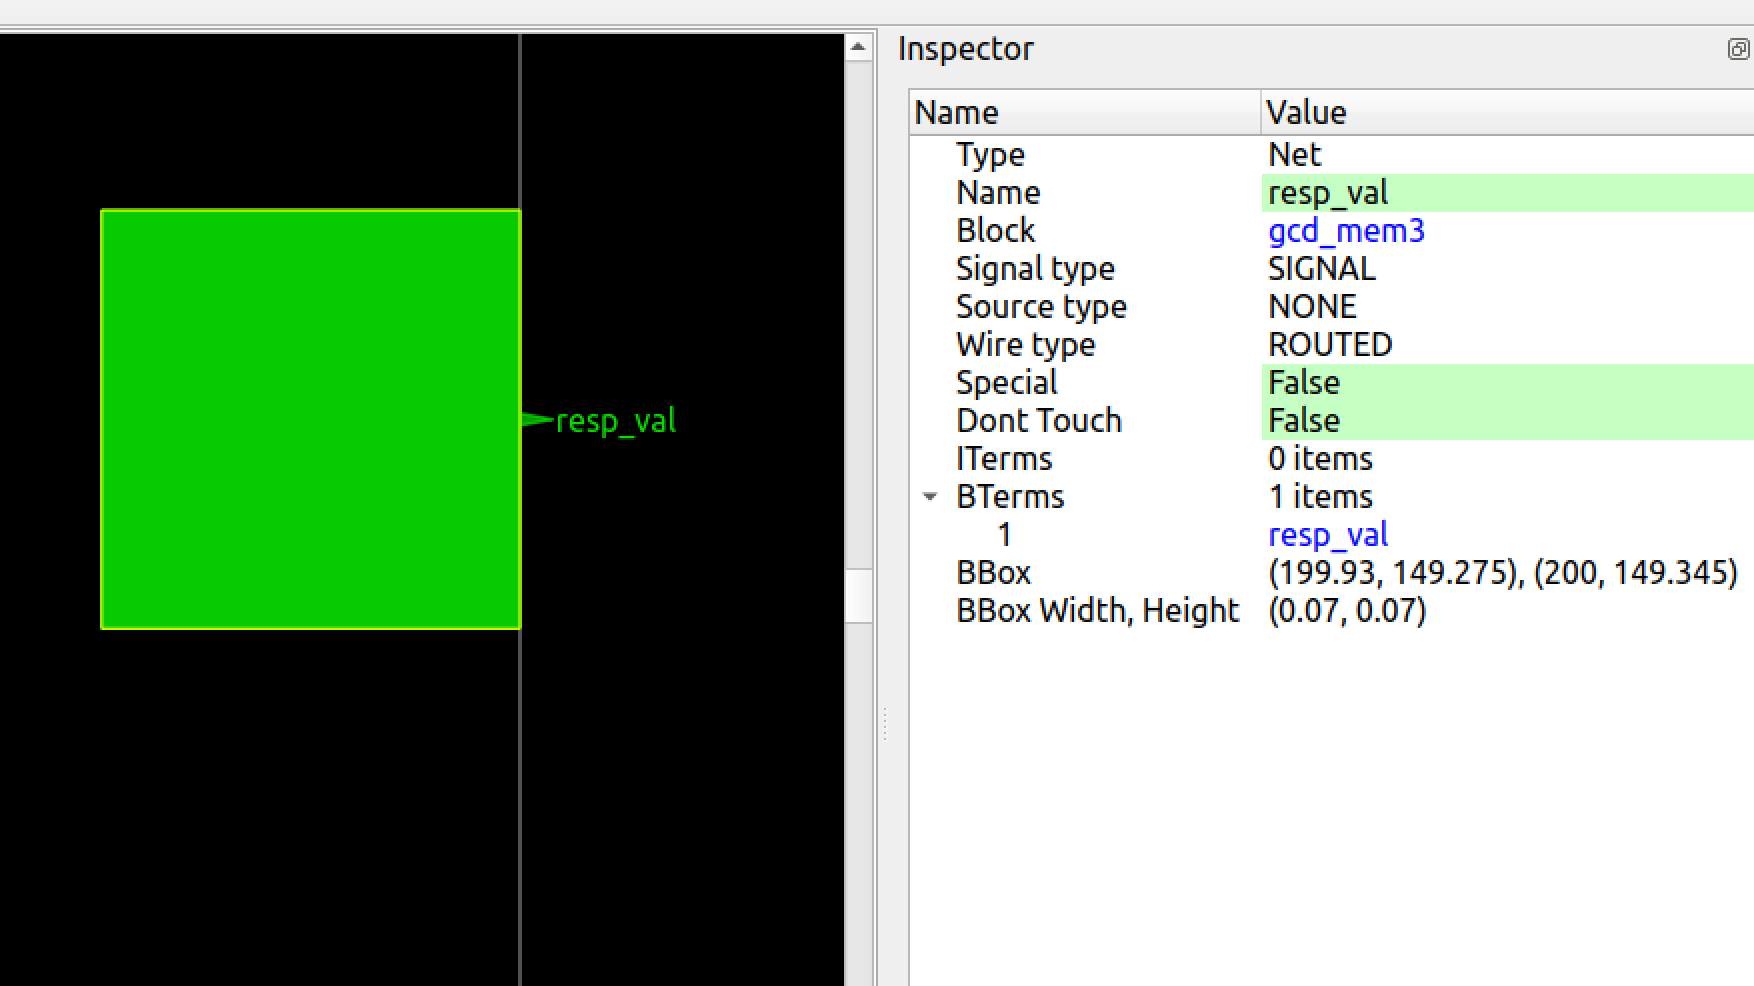 Inspector
Name Value
Type Net
Name resp_val
Block gcd_mem3
Signal type SIGNAL
Source type NONE
Wire type ROUTED
Special False
Dont Touch False
ITerms 0 items
BTerms 1 items
1 resp_val
BBox (199.93, 149.275), (200, 149.345)
BBox Width, Height (0.07, 0.07)
resp_val